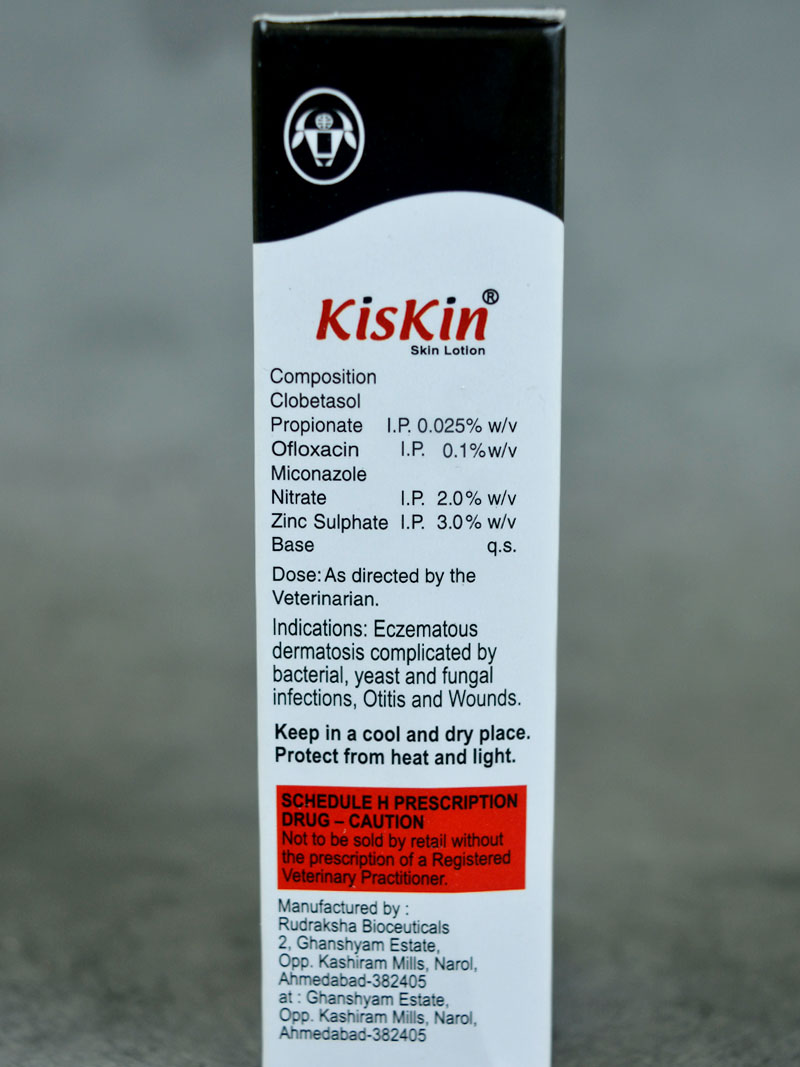 KisKin®
Skin Lotion
Composition
Clobetasol
Propionate I.P. 0.025% w/v
Ofloxacin I.P. 0.1% w/v
Miconazole
Nitrate I.P. 2.0% w/v
Zinc Sulphate I.P. 3.0% w/v
Base q.s.
Dose: As directed by the
Veterinarian.
Indications: Eczematous
dermatosis complicated by
bacterial, yeast and fungal
infections, Otitis and Wounds.
Keep in a cool and dry place.
Protect from heat and light.
SCHEDULE H PRESCRIPTION
DRUG – CAUTION
Not to be sold by retail without
the prescription of a Registered
Veterinary Practitioner.
Manufactured by :
Rudraksha Bioceuticals
2, Ghanshyam Estate,
Opp. Kashiram Mills, Narol,
Ahmedabad-382405
at : Ghanshyam Estate,
Opp. Kashiram Mills, Narol,
Ahmedabad-382405